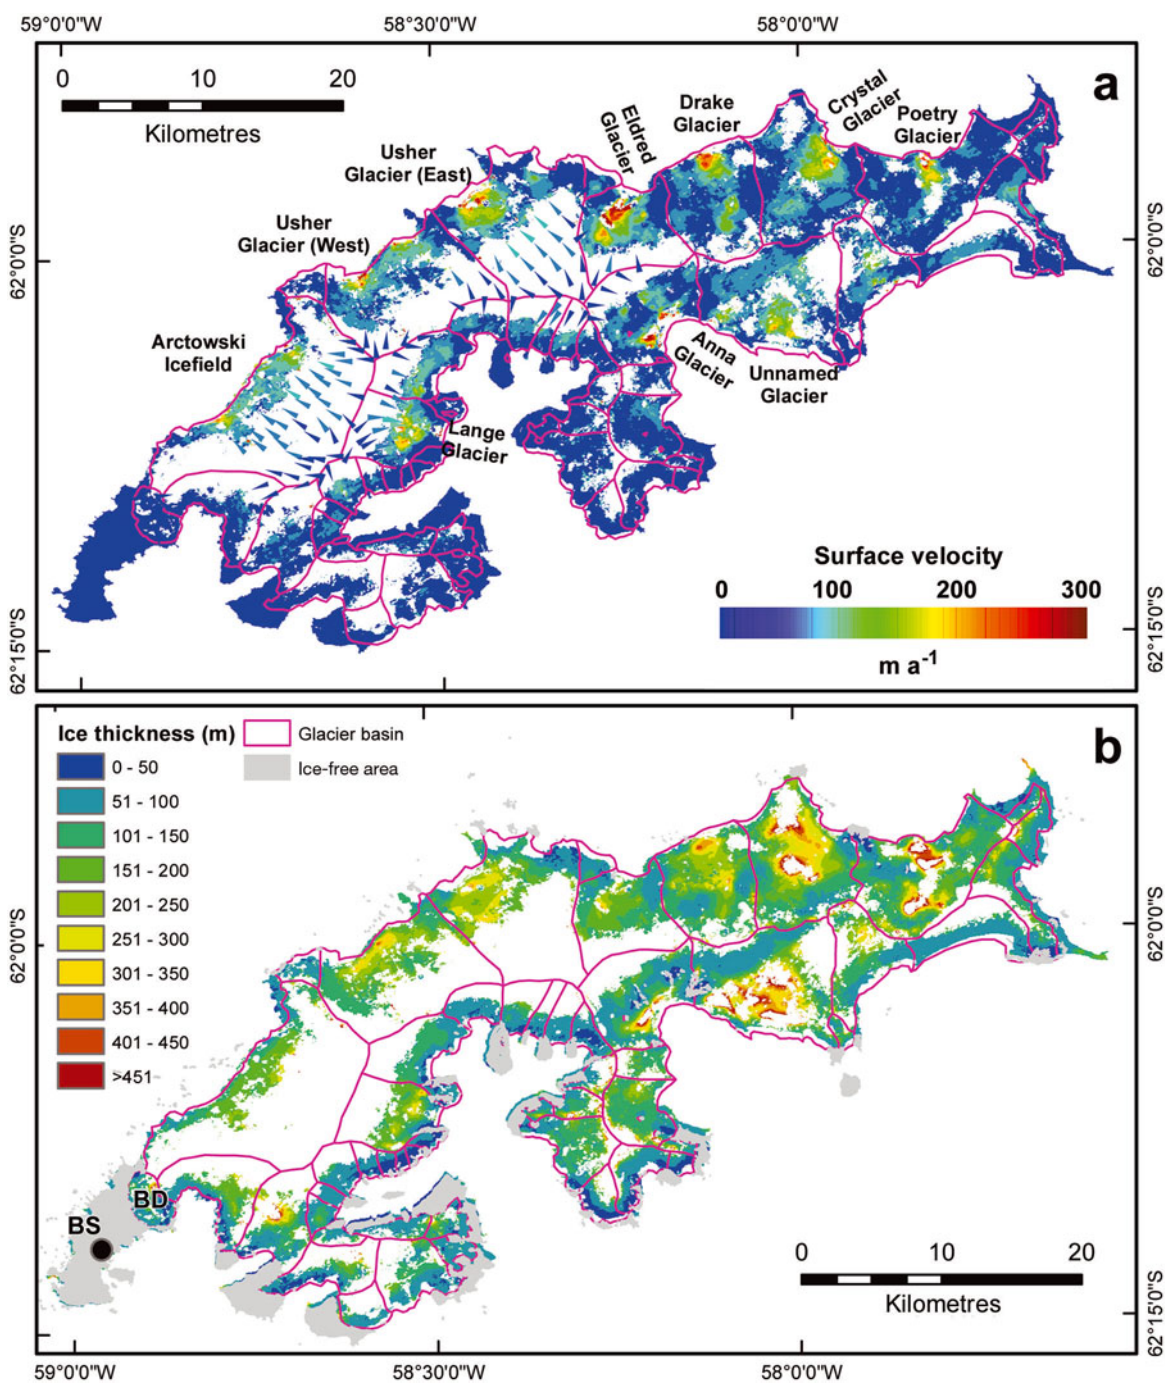 59°0'0"W 58°30'0"W 58°0'0"W
0 10 20
Kilometres
a
Crystal
Glacier
Drake
Glacier
Poetry
Glacier
Eldred
Glacier
Usher
Glacier (East)
Usher
Glacier (West)
62°0'0"S
62°0'0"S
Arctowski
Icefield
Anna
Glacier
Unnamed
Glacier
Lange
Glacier
Surface velocity
0 100 200 300
m a-1
62°15'0"S
62°15'0"S
b
Ice thickness (m)
0 - 50
51 - 100
101 - 150
151 - 200
201 - 250
251 - 300
301 - 350
351 - 400
401 - 450
>451
Glacier basin
Ice-free area
62°0'0"S
62°0'0"S
BD
BS
0 10 20
Kilometres
62°15'0"S
62°15'0"S
59°0'0"W 58°30'0"W 58°0'0"W